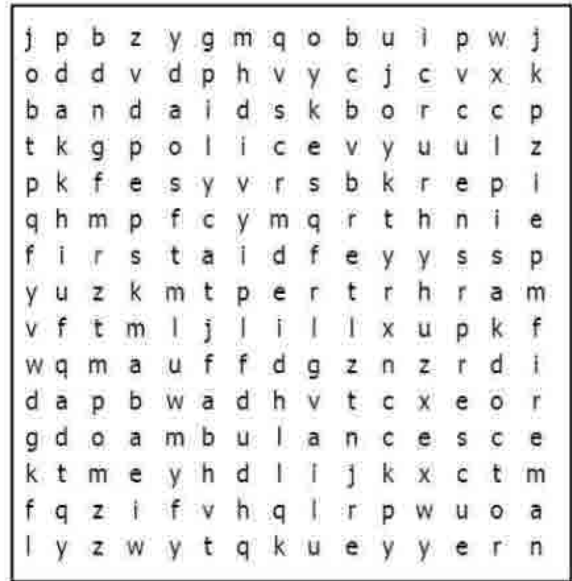 j p b z y g m q o b u i p w j
o d d v d p h v y c j c v x k
b a n d a i d s k b o r c c p
t k g p o l i c e v y u u l z
p k f e s y v r s b k r e p i
q h m p f c y m q r t h n i e
f i r s t a i d f e y y s s p
y u z k m t p e r t r h r a m
v f t m l j l i l l x u p k f
w q m a u f f d g z n z r d i
d a p b w a d h v t c x e o r
g d o a m b u l a n c e s c e
k t m e y h d l i j k x c t m
f q z i f v h q l r p w u o a
l y z w y t q k u e y y e r n